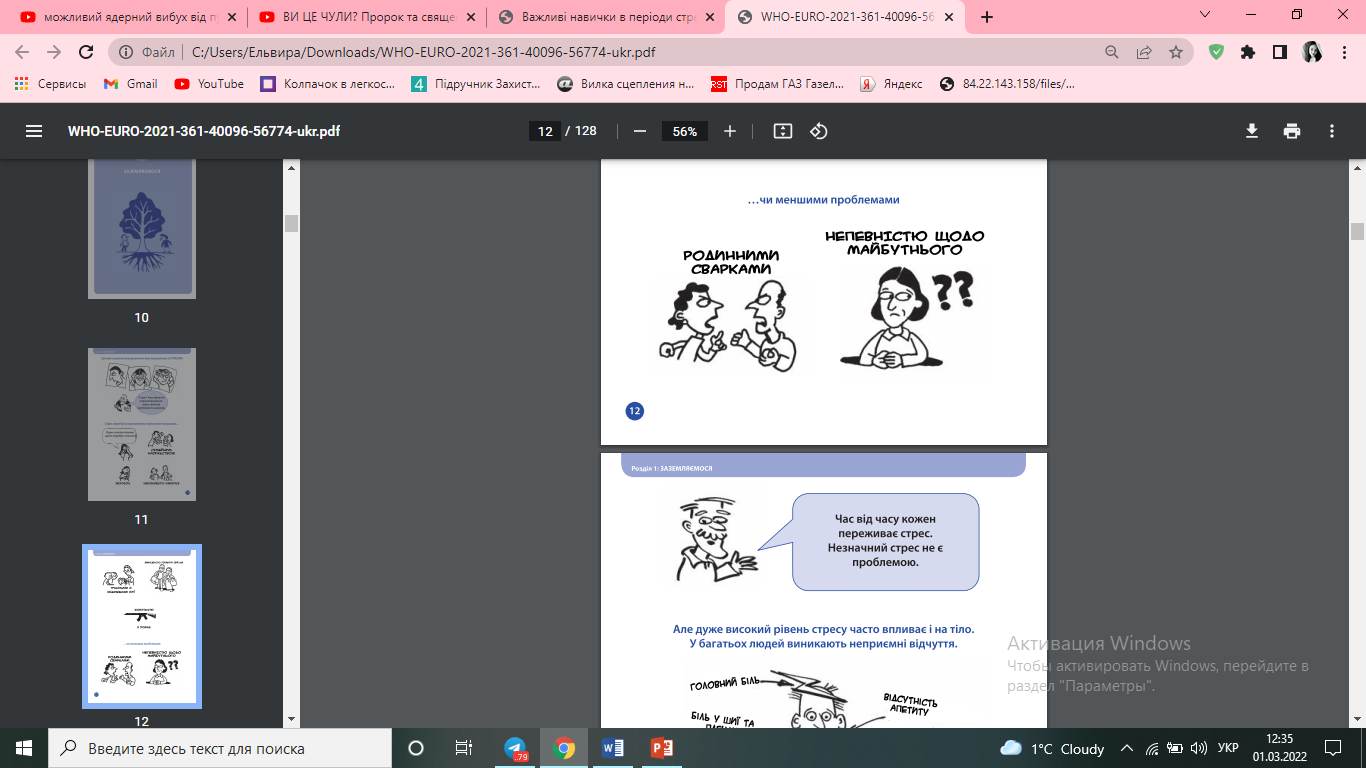 можливий ядерний вибух від п
ВИ ЦЕ ЧУЛИ? Пророк та свяще
Важливі навички в періоди стре
WHO-EURO-2021-361-40096-56
Файл
C:/Users/Ельвира/Downloads/WHO-EURO-2021-361-40096-56774-ukr.pdf
Сервисы
Gmail
YouTube
Колпачок в легкос...
Підручник Захист...
Вилка сцепления н...
RST
Продам ГАЗ Газел...
Яндекс
84.22.143.158/files/...
WHO-EURO-2021-361-40096-56774-ukr.pdf
12 / 128
56%
ЗАЗЕМЛЯЄМОСЯ
10
11
12
…чи меншими проблемами
РОДИННИМИ
СВАРКАМИ
НЕПЕВНІСТЮ ЩОДО
МАЙБУТНЬОГО
??
12
Розділ 1: ЗАЗЕМЛЯЄМОСЯ
Час від часу кожен
переживає стрес.
Незначний стрес не є
проблемою.
Але дуже високий рівень стресу часто впливає і на тіло.
У багатьох людей виникають неприємні відчуття.
ГОЛОВНИЙ БІЛЬ
ВІДСУТНІСТЬ
АПЕТИТУ
БІЛЬ У ШИЇ ТА
Активация Windows
Чтобы активировать Windows, перейдите в
раздел "Параметры".
Введите здесь текст для поиска
79
1°C Cloudy
УКР
12:35
01.03.2022